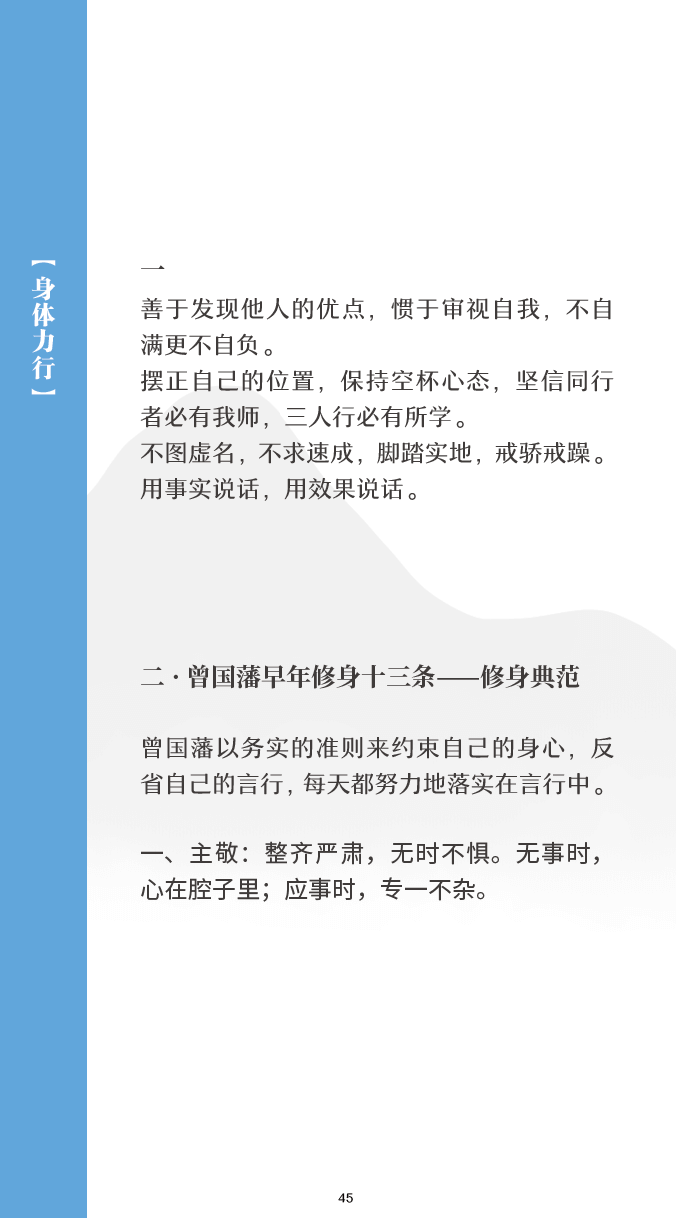 【身体力行】
一
善于发现他人的优点，惯于审视自我，不自
满更不自负。
摆正自己的位置，保持空杯心态，坚信同行
者必有我师，三人行必有所学。
不图虚名，不求速成，脚踏实地，戒骄戒躁。
用事实说话，用效果说话。
二·曾国藩早年修身十三条——修身典范
曾国藩以务实的准则来约束自己的身心，反
省自己的言行，每天都努力地落实在言行中。
一、主敬：整齐严肃，无时不惧。无事时，
心在腔子里；应事时，专一不杂。
45